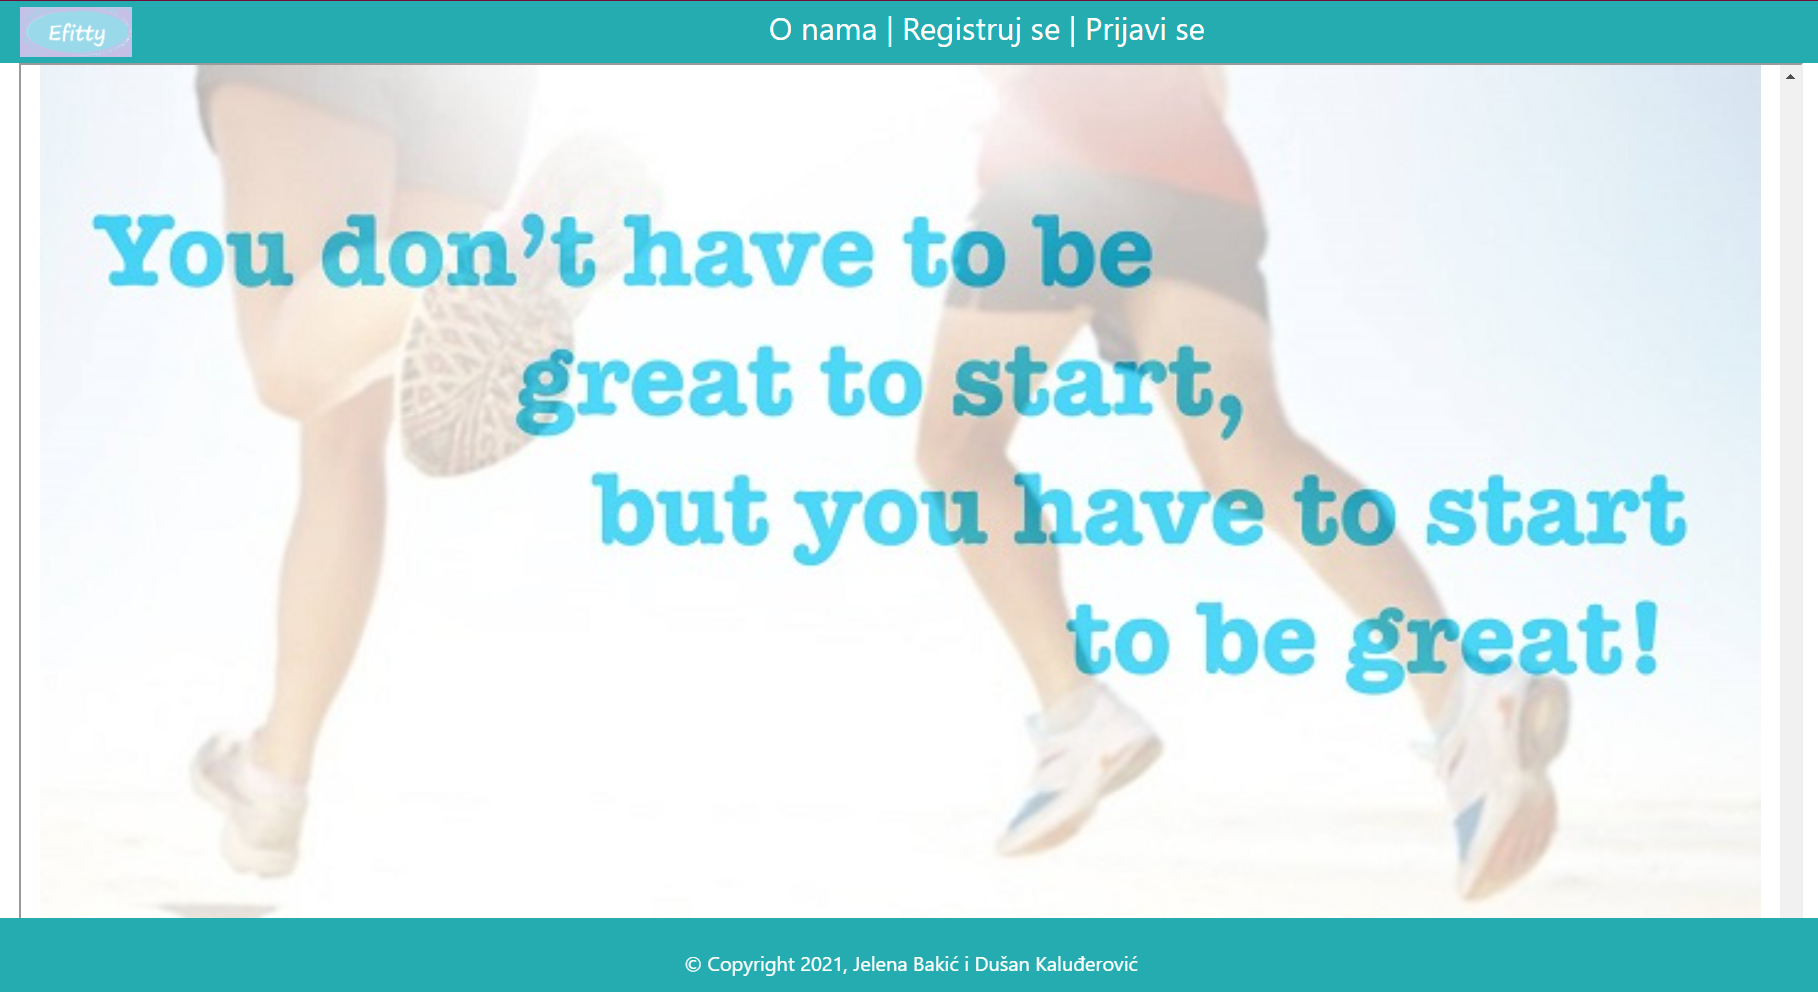 Efitty
O nama | Registruj se | Prijavi se
You don’t have to be
great to start,
but you have to start
to be great!
© Copyright 2021, Jelena Bakić i Dušan Kaluđerović